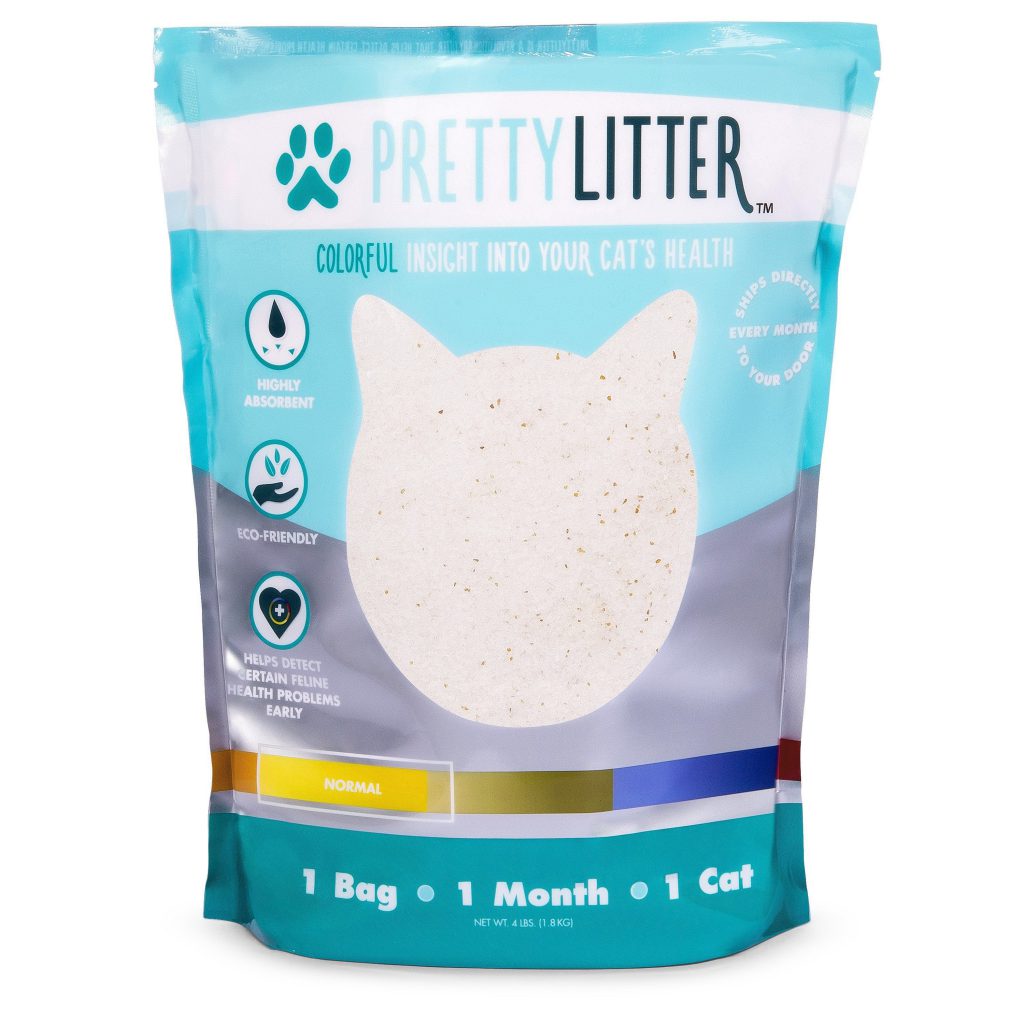 PRETTYLITTER™
COLORFUL INSIGHT INTO YOUR CAT'S HEALTH
SHIPS DIRECTLY
EVERY MONTH
TO YOUR DOOR
HIGHLY
ABSORBENT
ECO-FRIENDLY
HELPS DETECT
CERTAIN FELINE
HEALTH PROBLEMS
EARLY
NORMAL
1 Bag • 1 Month • 1 Cat
NET WT. 4 LBS. (1.8 KG)